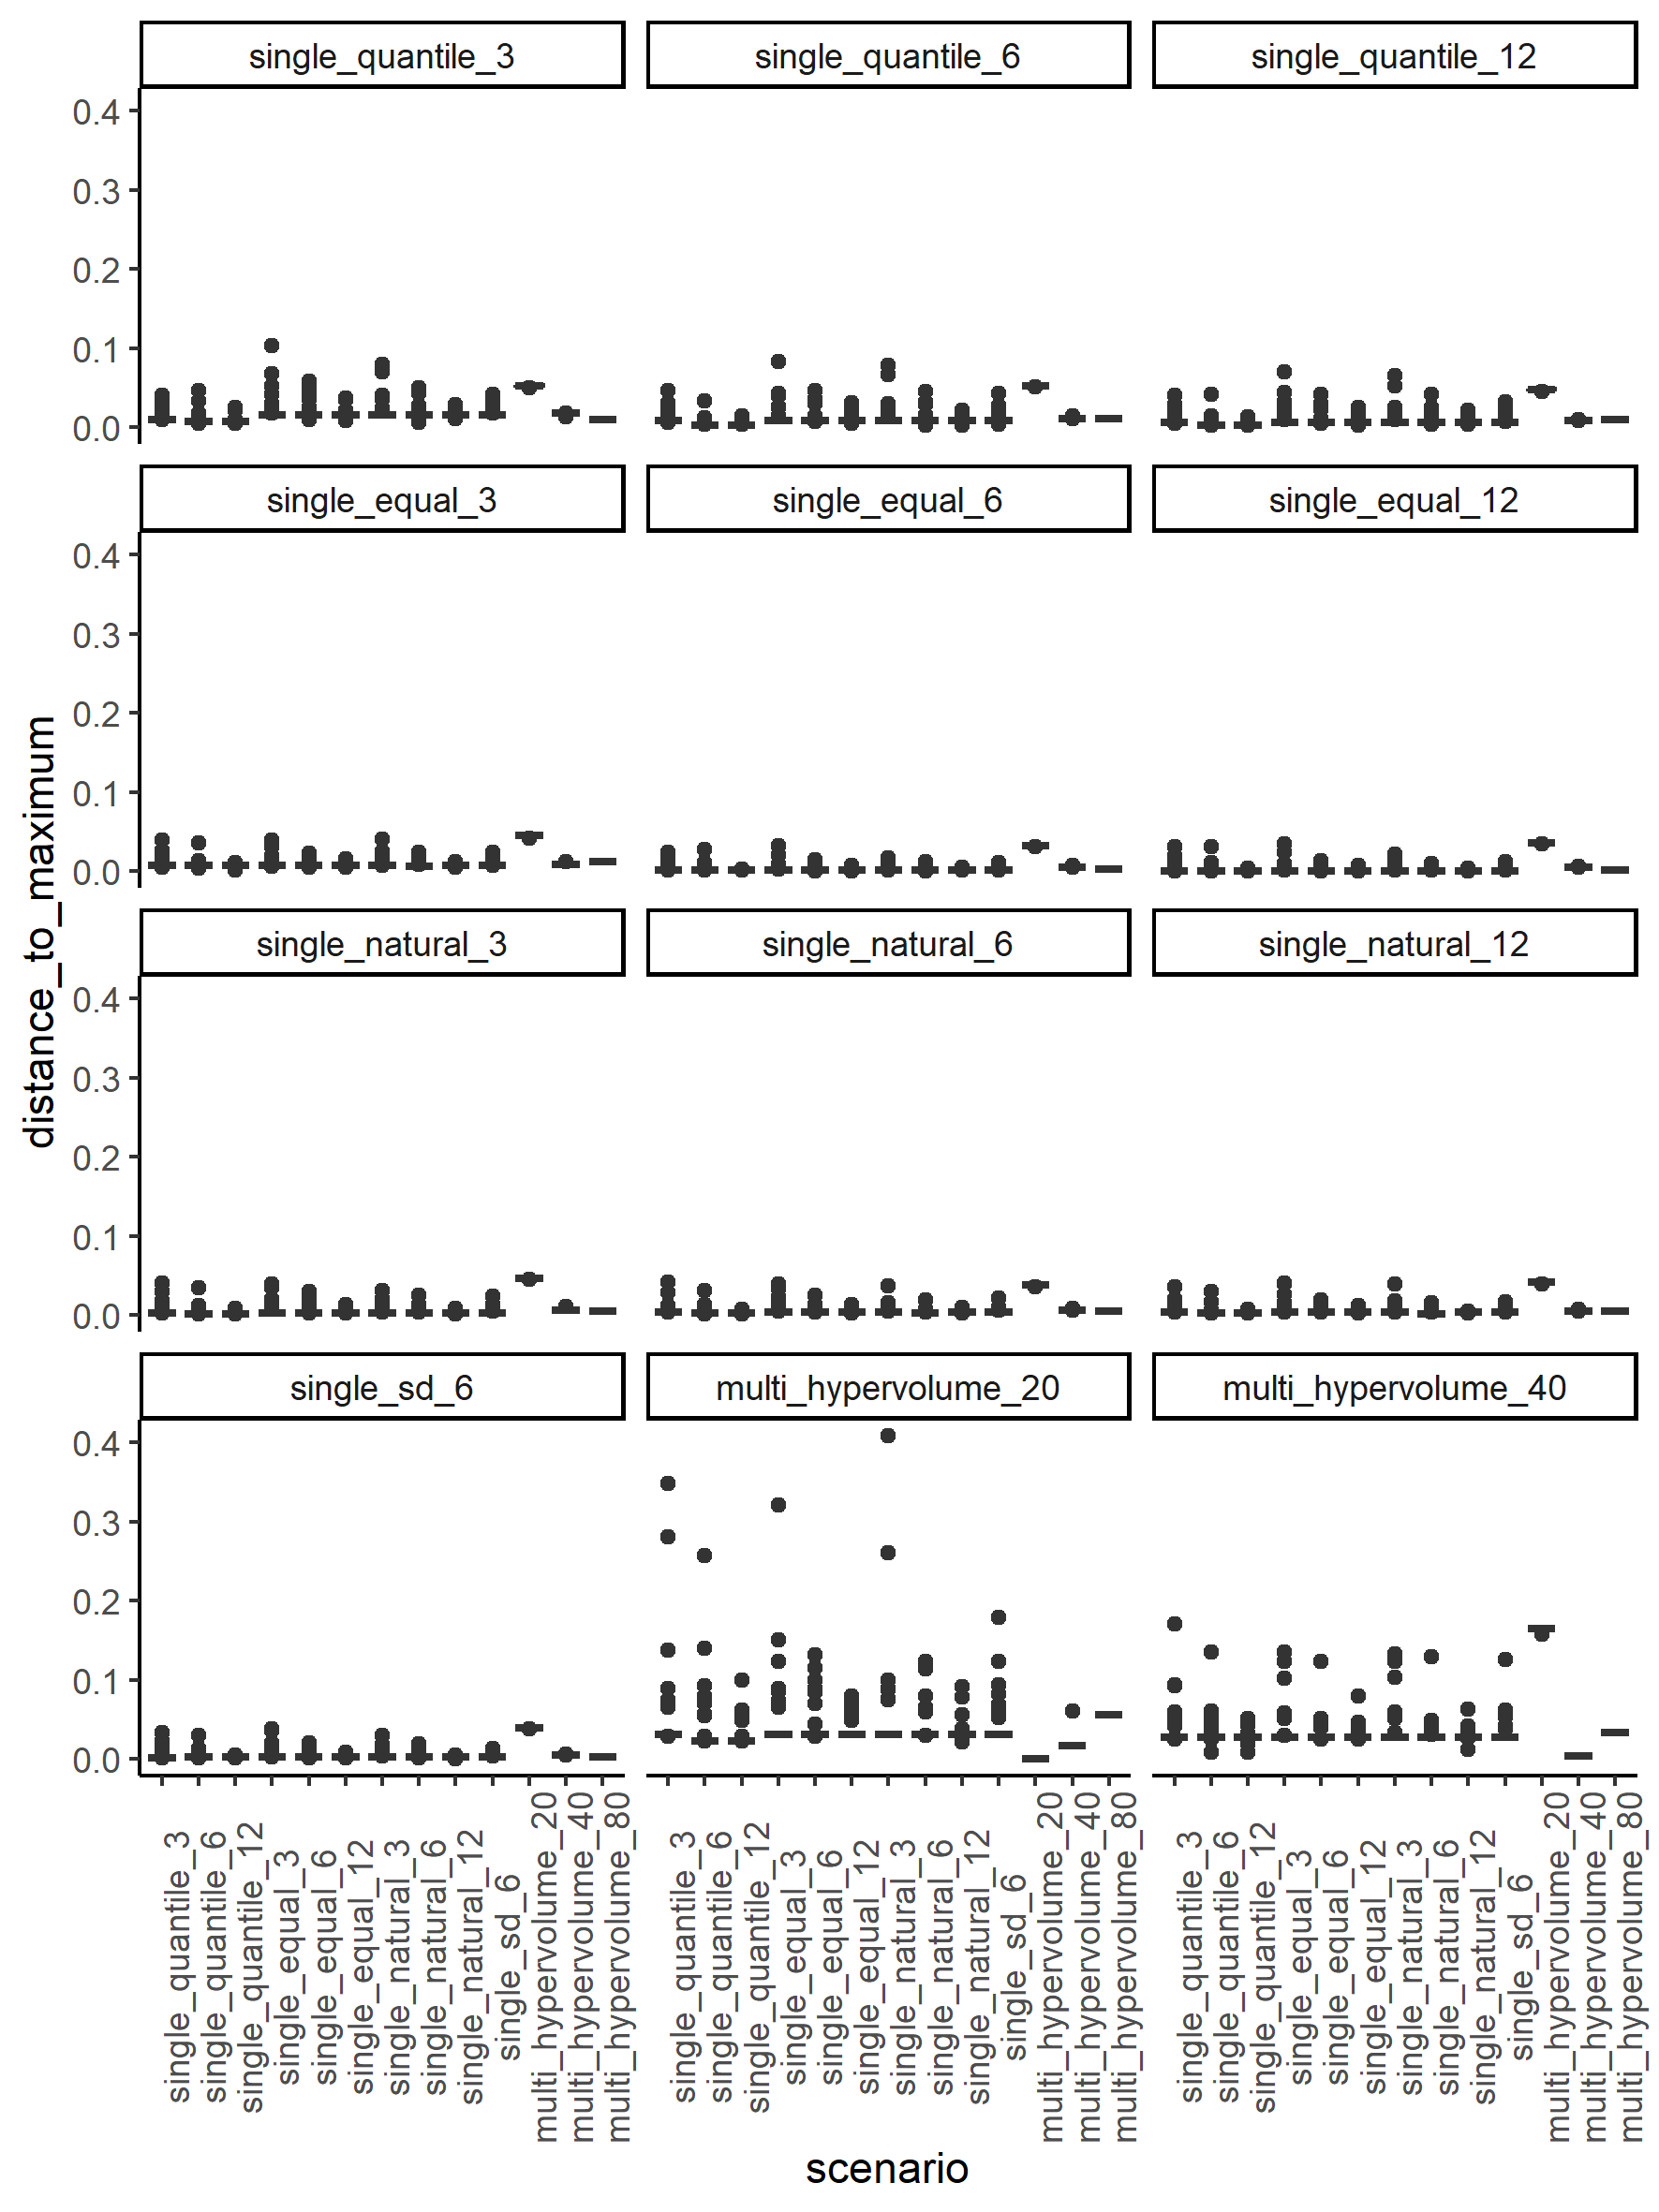 single_quantile_3 single_quantile_6 single_quantile_12
0.4
0.3
0.2
0.1
0.0
single_equal_3 single_equal_6 single_equal_12
0.4
0.3
0.2
0.1
0.0
single_natural_3 single_natural_6 single_natural_12
0.4
0.3
0.2
0.1
0.0
single_sd_6 multi_hypervolume_20 multi_hypervolume_40
0.4
0.3
0.2
0.1
0.0
distance_to_maximum
single_quantile_3
single_quantile_6
single_quantile_12
single_equal_3
single_equal_6
single_equal_12
single_natural_3
single_natural_6
single_natural_12
single_sd_6
multi_hypervolume_20
multi_hypervolume_40
multi_hypervolume_80
single_quantile_3
single_quantile_6
single_quantile_12
single_equal_3
single_equal_6
single_equal_12
single_natural_3
single_natural_6
single_natural_12
single_sd_6
multi_hypervolume_20
multi_hypervolume_40
multi_hypervolume_80
single_quantile_3
single_quantile_6
single_quantile_12
single_equal_3
single_equal_6
single_equal_12
single_natural_3
single_natural_6
single_natural_12
single_sd_6
multi_hypervolume_20
multi_hypervolume_40
multi_hypervolume_80
scenario